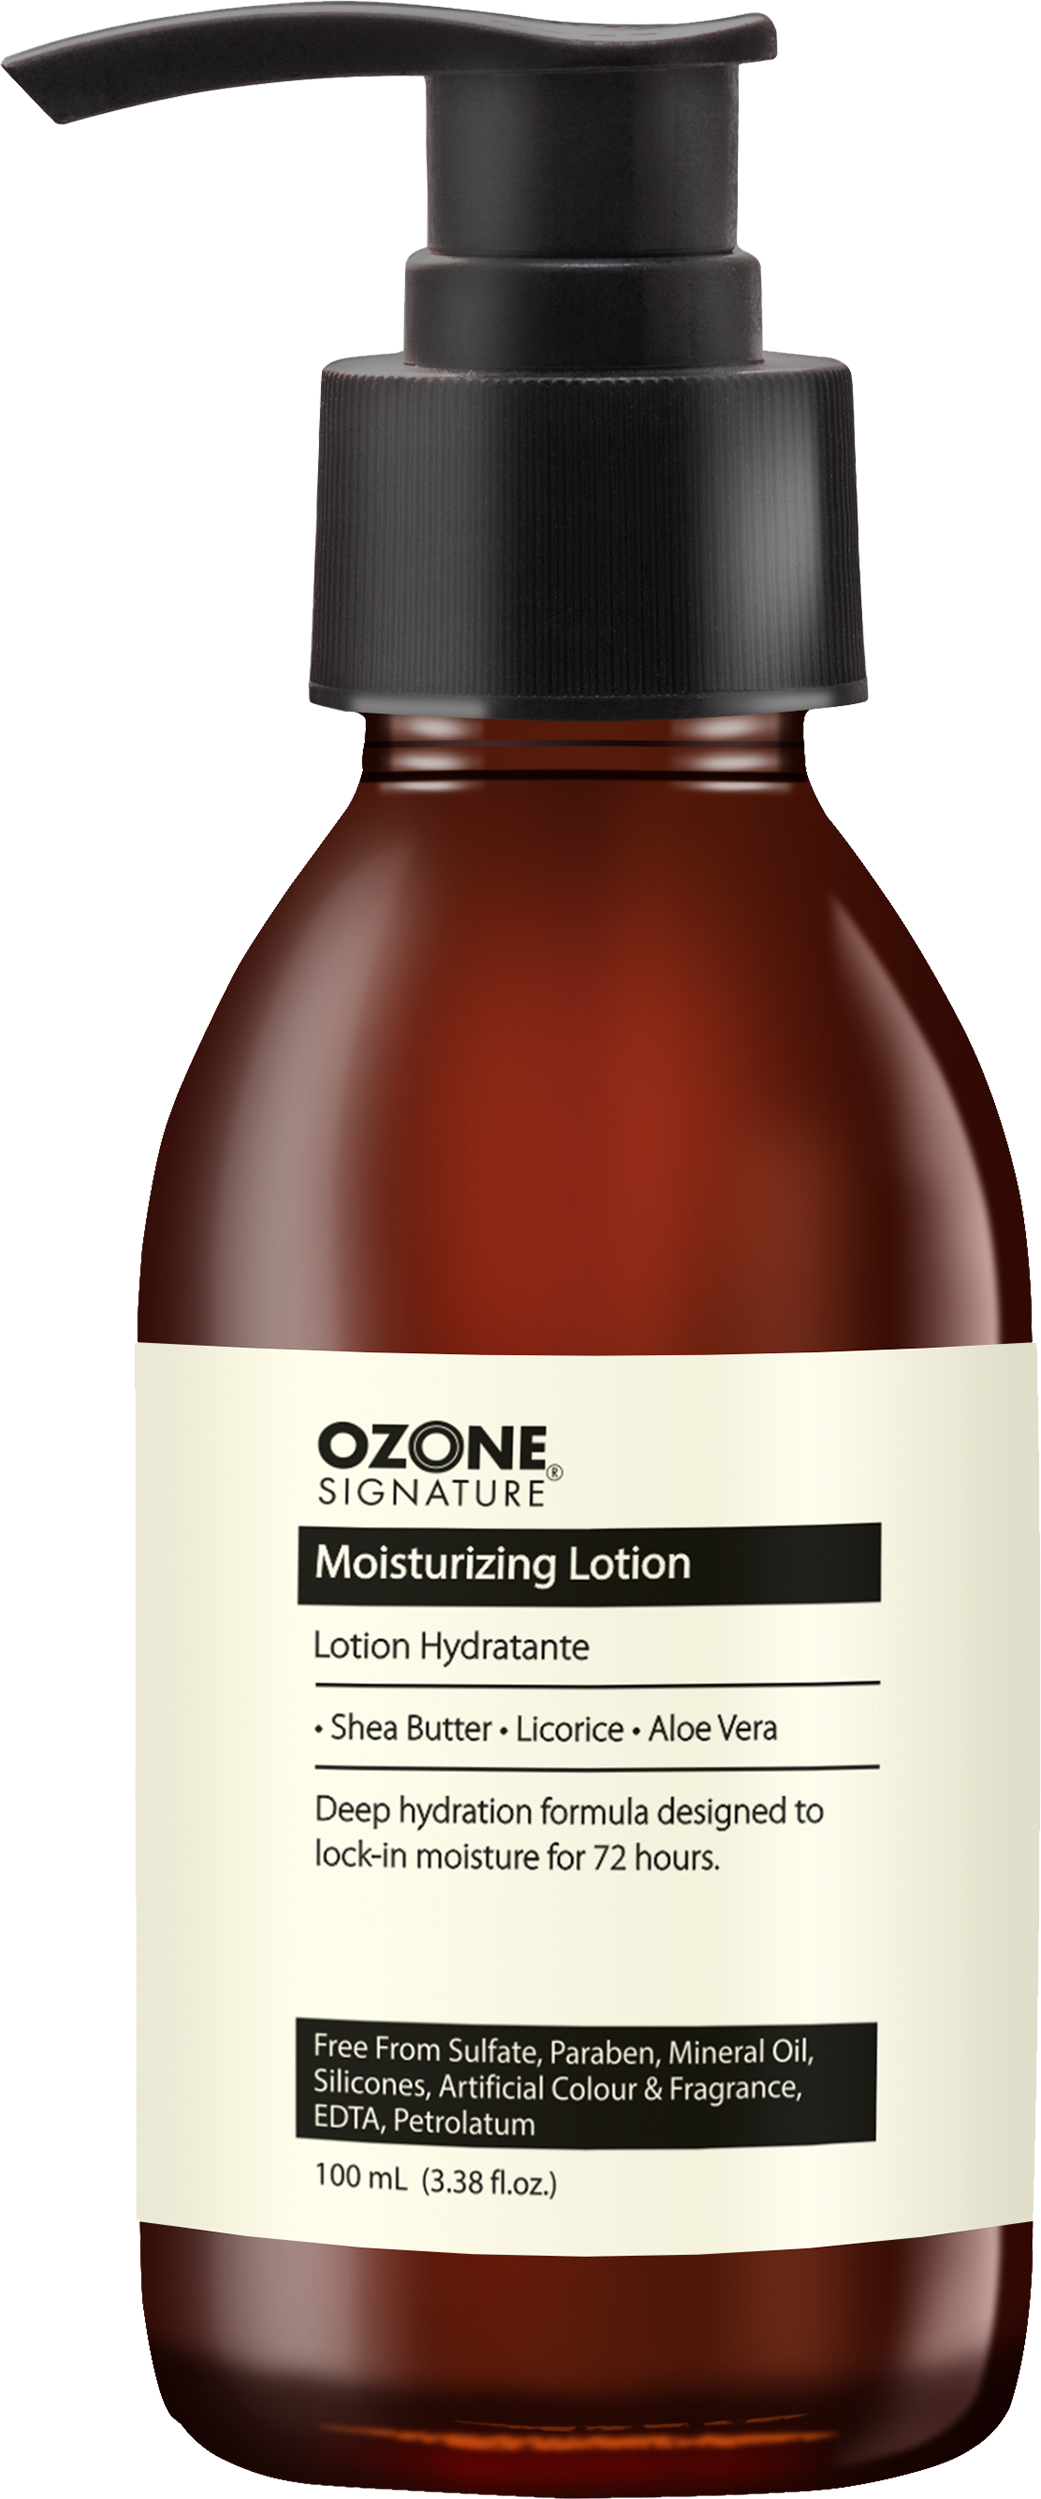 OZONE®
SIGNATURE
Moisturizing Lotion
Lotion Hydratante
• Shea Butter • Licorice • Aloe Vera
Deep hydration formula designed to
lock-in moisture for 72 hours.
Free From Sulfate, Paraben, Mineral Oil,
Silicones, Artificial Colour & Fragrance,
EDTA, Petrolatum
100 mL (3.38 fl.oz.)